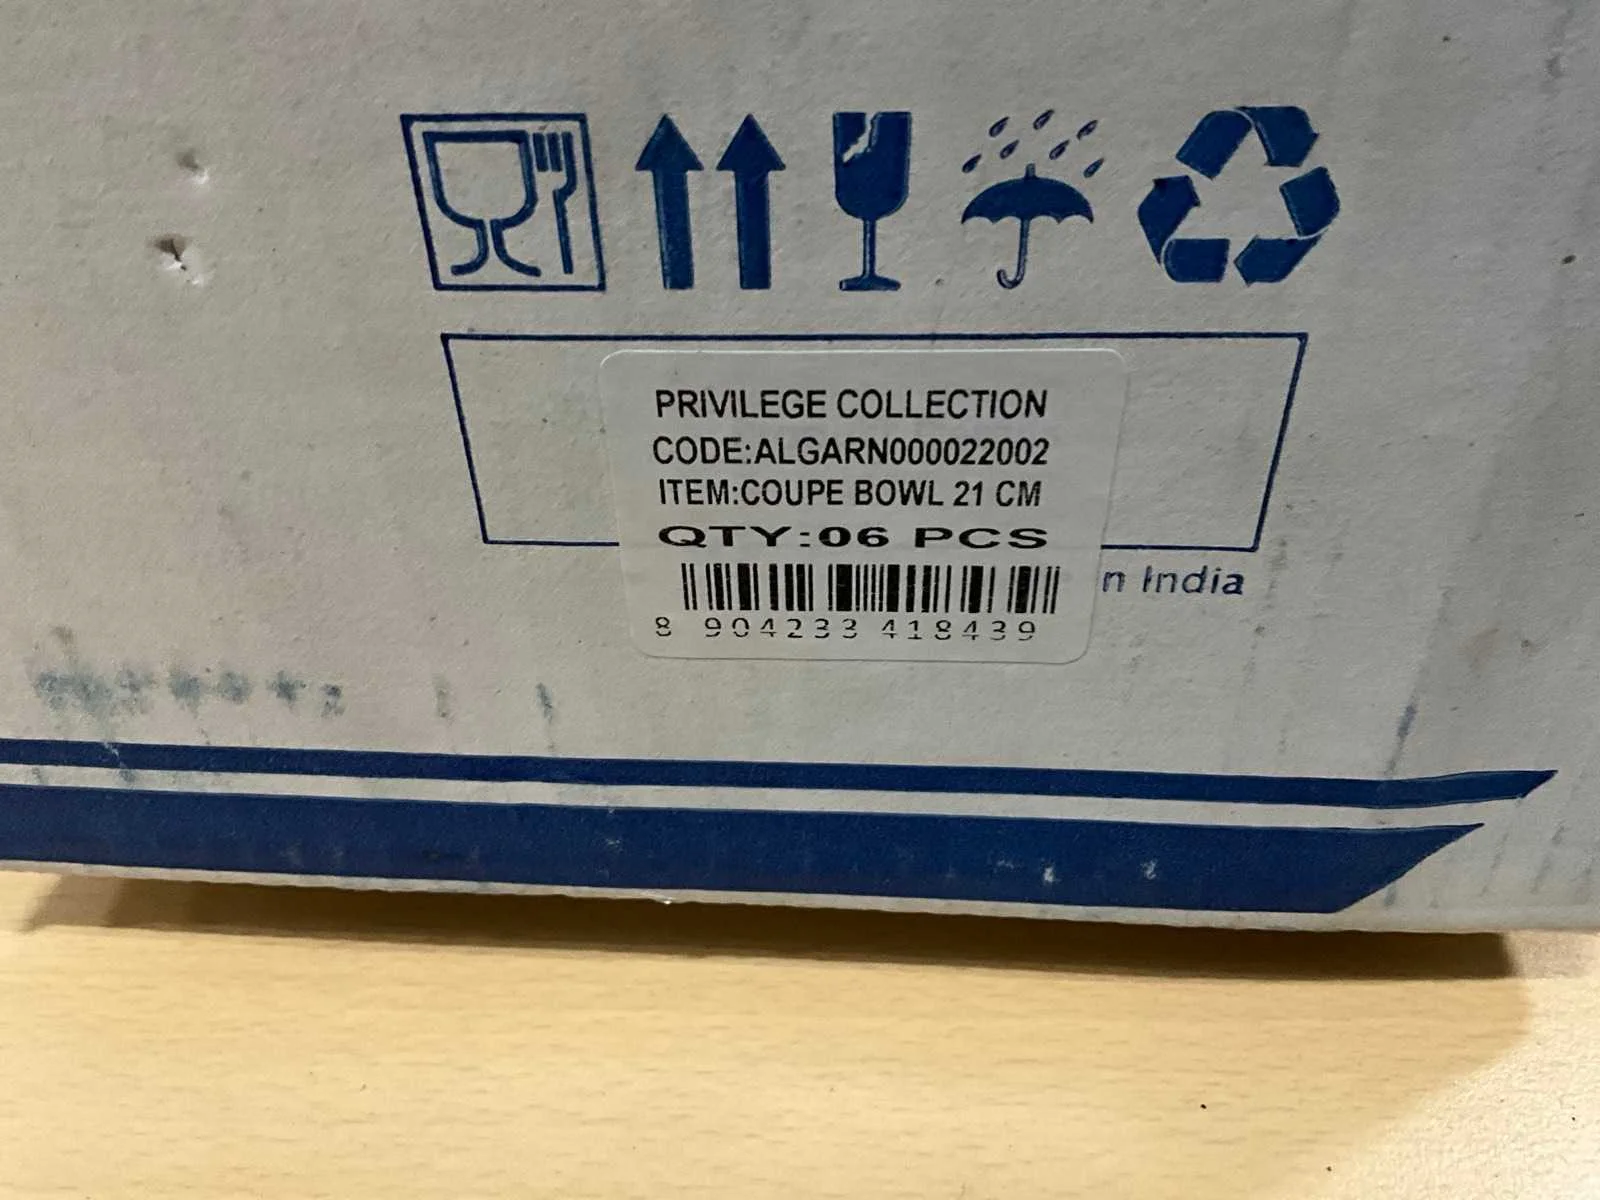 PRIVILEGE COLLECTION
CODE:ALGARN000022002
ITEM:COUPE BOWL 21 CM
QTY:06 PCS
n India
8 904233 418439